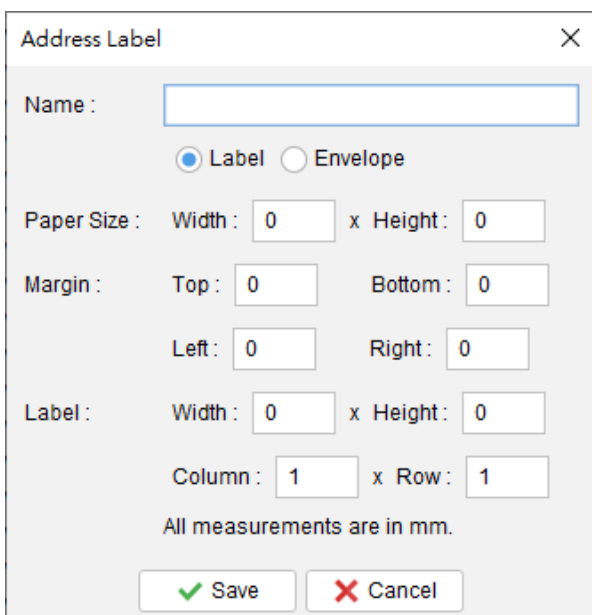 Address Label
Name :
Label Envelope
Paper Size : Width : 0 x Height : 0
Margin : Top : 0 Bottom : 0
Left : 0 Right : 0
Label : Width : 0 x Height : 0
Column : 1 x Row : 1
All measurements are in mm.
Save Cancel